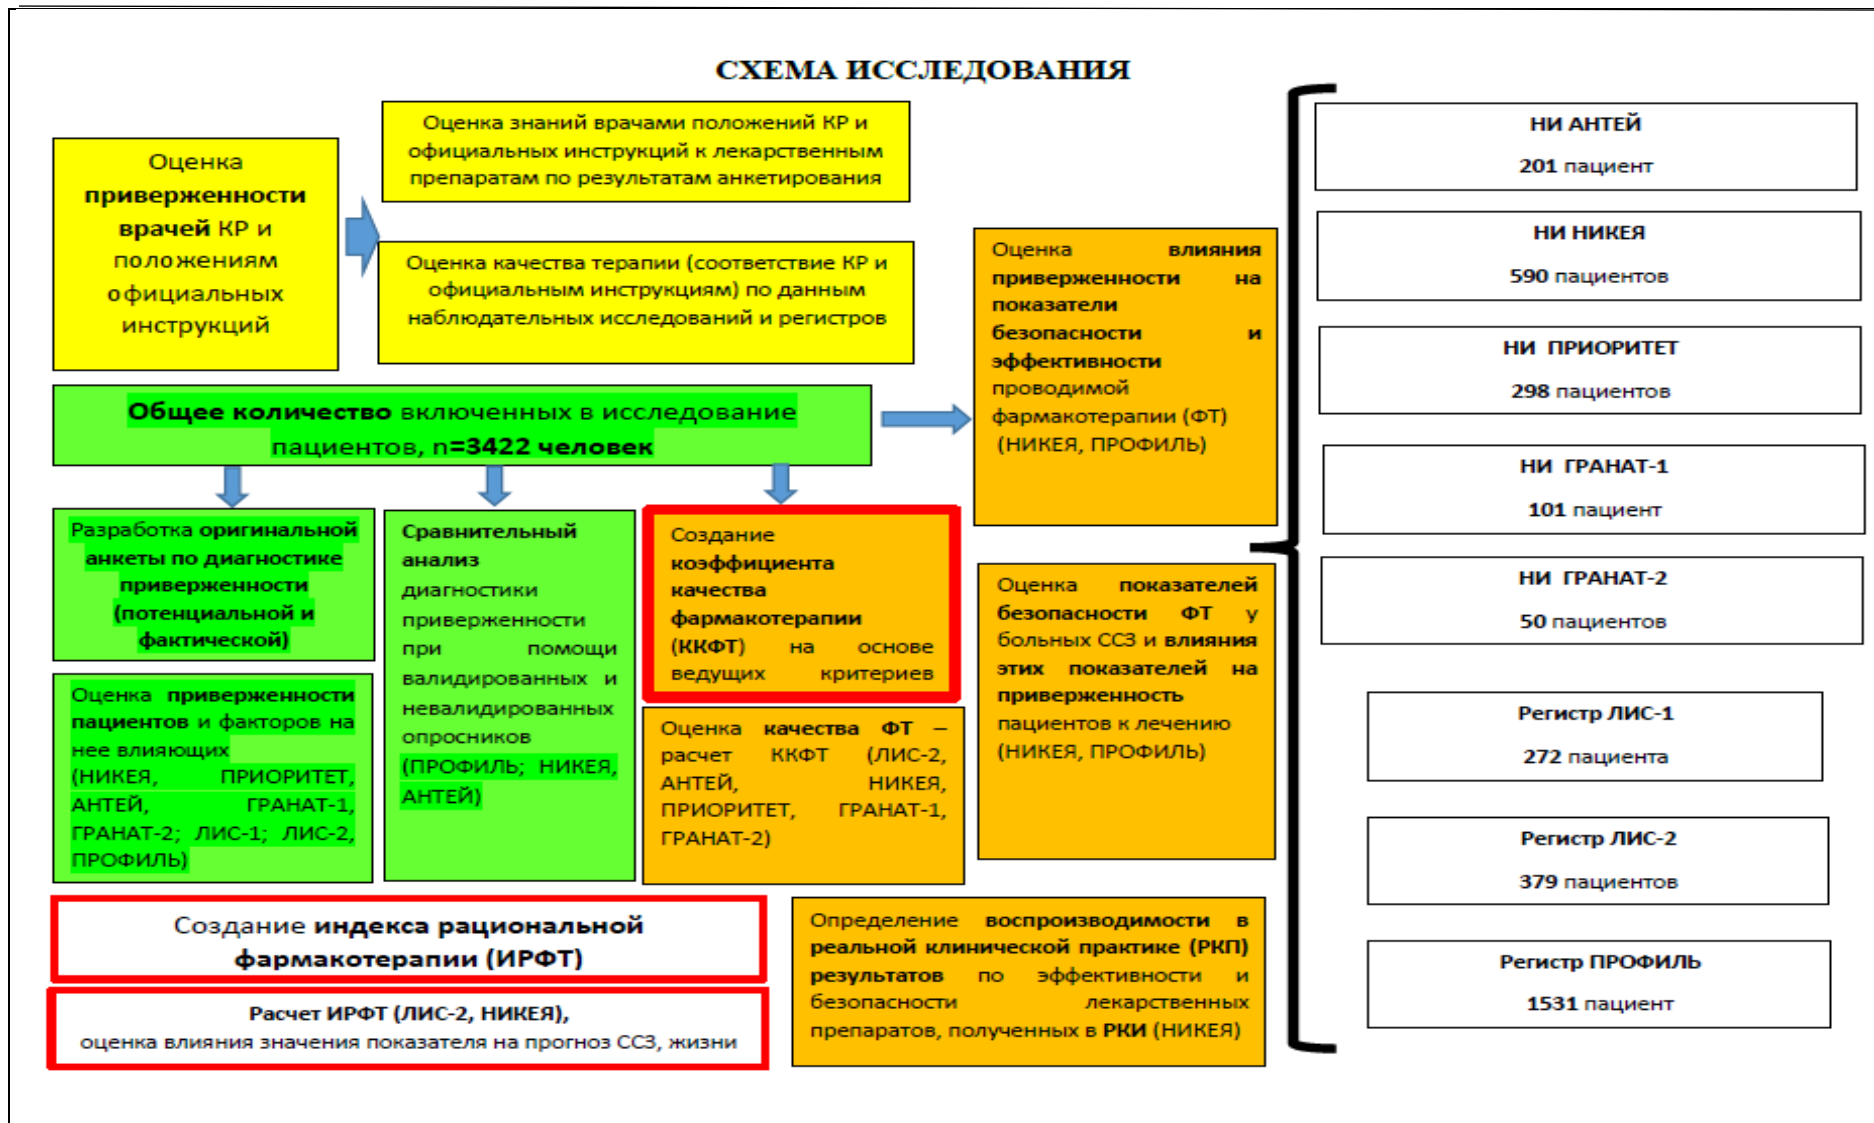 СХЕМА ИССЛЕДОВАНИЯ
Оценка
приверженности
врачей КР и
положениям
официальных
инструкций
Оценка знаний врачами положений КР и
официальных инструкций к лекарственным
препаратам по результатам анкетирования
Оценка качества терапии (соответствие КР и
официальным инструкциям) по данным
наблюдательных исследований и регистров
Общее количество включенных в исследование
пациентов, n=3422 человек
Разработка оригинальной
анкеты по диагностике
приверженности
(потенциальной и
фактической)
Оценка приверженности
пациентов и факторов на
нее влияющих
(НИКЕЯ, ПРИОРИТЕТ,
АНТЕЙ, ГРАНАТ-1,
ГРАНАТ-2; ЛИС-1; ЛИС-2,
ПРОФИЛЬ)
Сравнительный
анализ
диагностики
приверженности
при помощи
валидированных и
невалидированных
опросников
(ПРОФИЛЬ; НИКЕЯ,
АНТЕЙ)
Создание
коэффициента
качества
фармакотерапии
(ККФТ) на основе
ведущих критериев
Оценка качества ФТ –
расчет ККФТ (ЛИС-2,
АНТЕЙ, НИКЕЯ,
ПРИОРИТЕТ, ГРАНАТ-1,
ГРАНАТ-2)
Оценка влияния
приверженности на
показатели
безопасности и
эффективности
проводимой
фармакотерапии (ФТ)
(НИКЕЯ, ПРОФИЛЬ)
Оценка показателей
безопасности ФТ у
больных ССЗ и влияния
этих показателей на
приверженность
пациентов к лечению
(НИКЕЯ, ПРОФИЛЬ)
Создание индекса рациональной
фармакотерапии (ИРФТ)
Расчет ИРФТ (ЛИС-2, НИКЕЯ),
оценка влияния значения показателя на прогноз ССЗ, жизни
Определение воспроизводимости в
реальной клинической практике (РКП)
результатов по эффективности и
безопасности лекарственных
препаратов, полученных в РКИ (НИКЕЯ)
НИ АНТЕЙ
201 пациент
НИ НИКЕЯ
590 пациентов
НИ ПРИОРИТЕТ
298 пациентов
НИ ГРАНАТ-1
101 пациент
НИ ГРАНАТ-2
50 пациентов
Регистр ЛИС-1
272 пациента
Регистр ЛИС-2
379 пациентов
Регистр ПРОФИЛЬ
1531 пациент